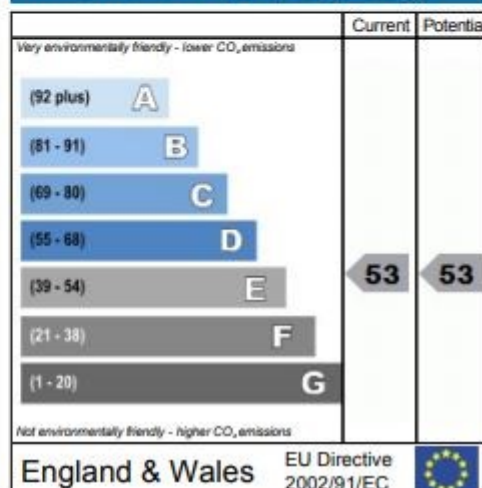 Current Potentia
Very environmentally friendly - lower CO₂ emissions
(92 plus) A
(81 - 91) B
(69 - 80) C
(55 - 68) D
(39 - 54) E
53 53
(21 - 38) F
(1 - 20) G
Not environmentally friendly - higher CO₂ emissions
England & Wales
EU Directive
2002/91/EC